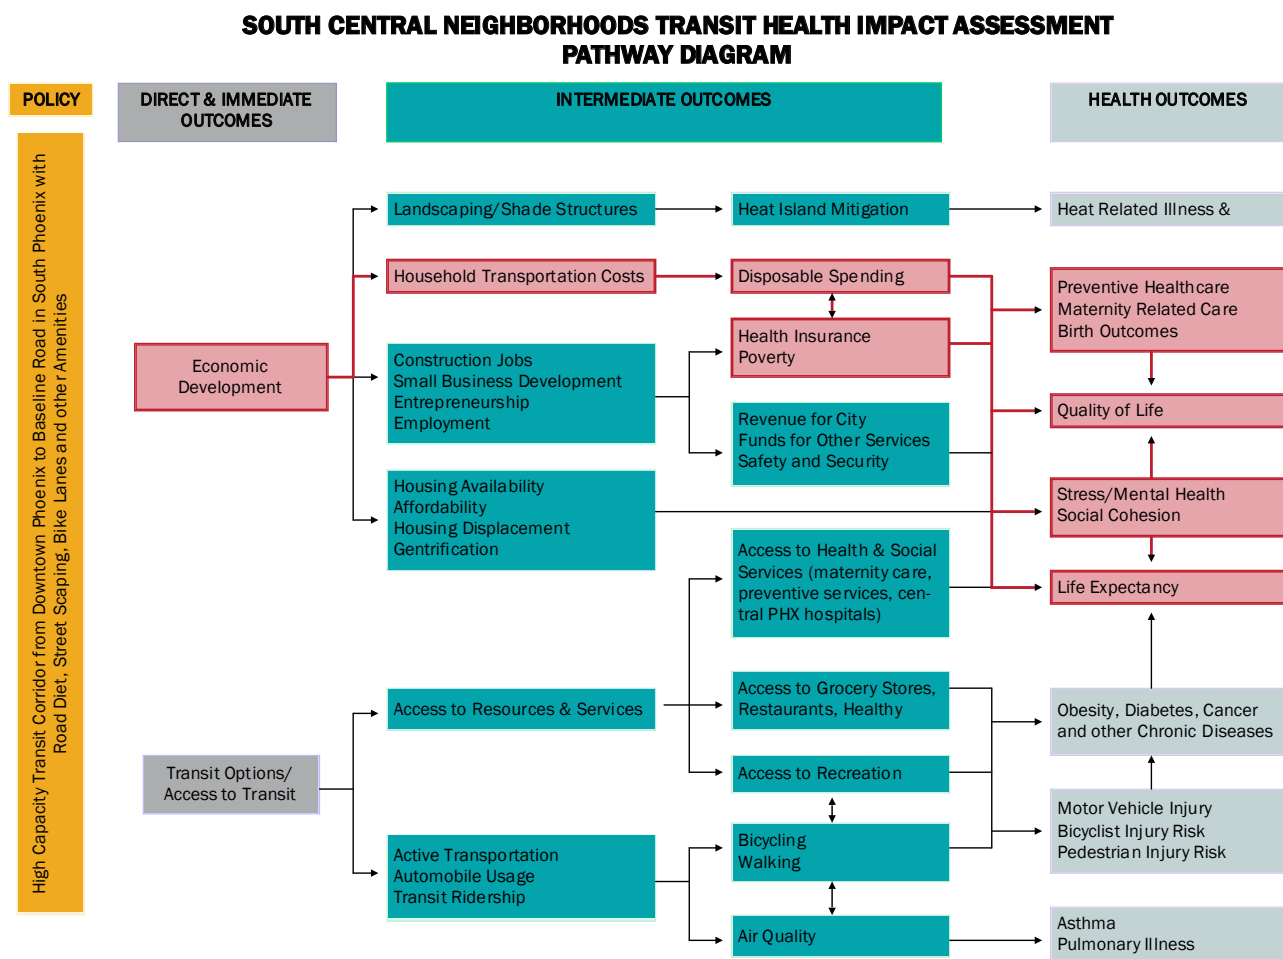 SOUTH CENTRAL NEIGHBORHOODS TRANSIT HEALTH IMPACT ASSESSMENT
PATHWAY DIAGRAM
POLICY
DIRECT & IMMEDIATE
OUTCOMES
INTERMEDIATE OUTCOMES
HEALTH OUTCOMES
High Capacity Transit Corridor from Downtown Phoenix to Baseline Road in South Phoenix with
Road Diet, Street Scaping, Bike Lanes and other Amenities
Economic
Development
Transit Options/
Access to Transit
Landscaping/Shade Structures
Household Transportation Costs
Construction Jobs
Small Business Development
Entrepreneurship
Employment
Housing Availability
Affordability
Housing Displacement
Gentrification
Access to Resources & Services
Active Transportation
Automobile Usage
Transit Ridership
Heat Island Mitigation
Disposable Spending
Health Insurance
Poverty
Revenue for City
Funds for Other Services
Safety and Security
Access to Health & Social
Services (maternity care,
preventive services, cen-
tral PHX hospitals)
Access to Grocery Stores,
Restaurants, Healthy
Access to Recreation
Bicycling
Walking
Air Quality
Heat Related Illness &
Preventive Healthcare
Maternity Related Care
Birth Outcomes
Quality of Life
Stress/Mental Health
Social Cohesion
Life Expectancy
Obesity, Diabetes, Cancer
and other Chronic Diseases
Motor Vehicle Injury
Bicyclist Injury Risk
Pedestrian Injury Risk
Asthma
Pulmonary Illness